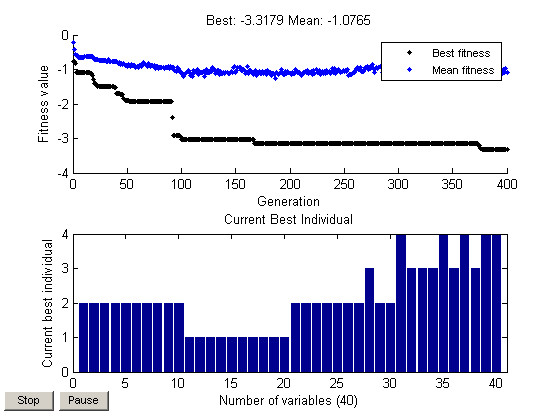 Best: -3.3179 Mean: -1.0765
0
-1
-2
-3
-4
Fitness value
Best fitness
Mean fitness
0 50 100 150 200 250 300 350 400
Generation
Current Best Individual
4
3
2
1
0
Current best individual
0 5 10 15 20 25 30 35 40
Number of variables (40)
Stop Pause